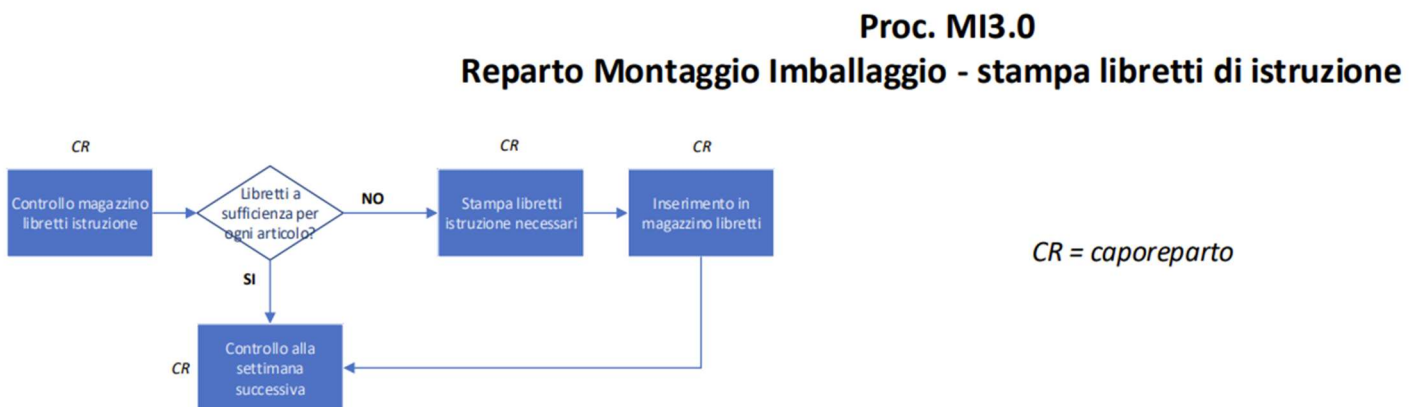 Proc. MI3.0
Reparto Montaggio Imballaggio - stampa libretti di istruzione
CR
CR
CR
Controllo magazzino
libretti istruzione
Libretti a
sufficienza per
ogni articolo?
NO
Stampa libretti
istruzione necessari
Inserimento in
magazzino libretti
CR = caporeparto
SI
CR
Controllo alla
settimana
successiva